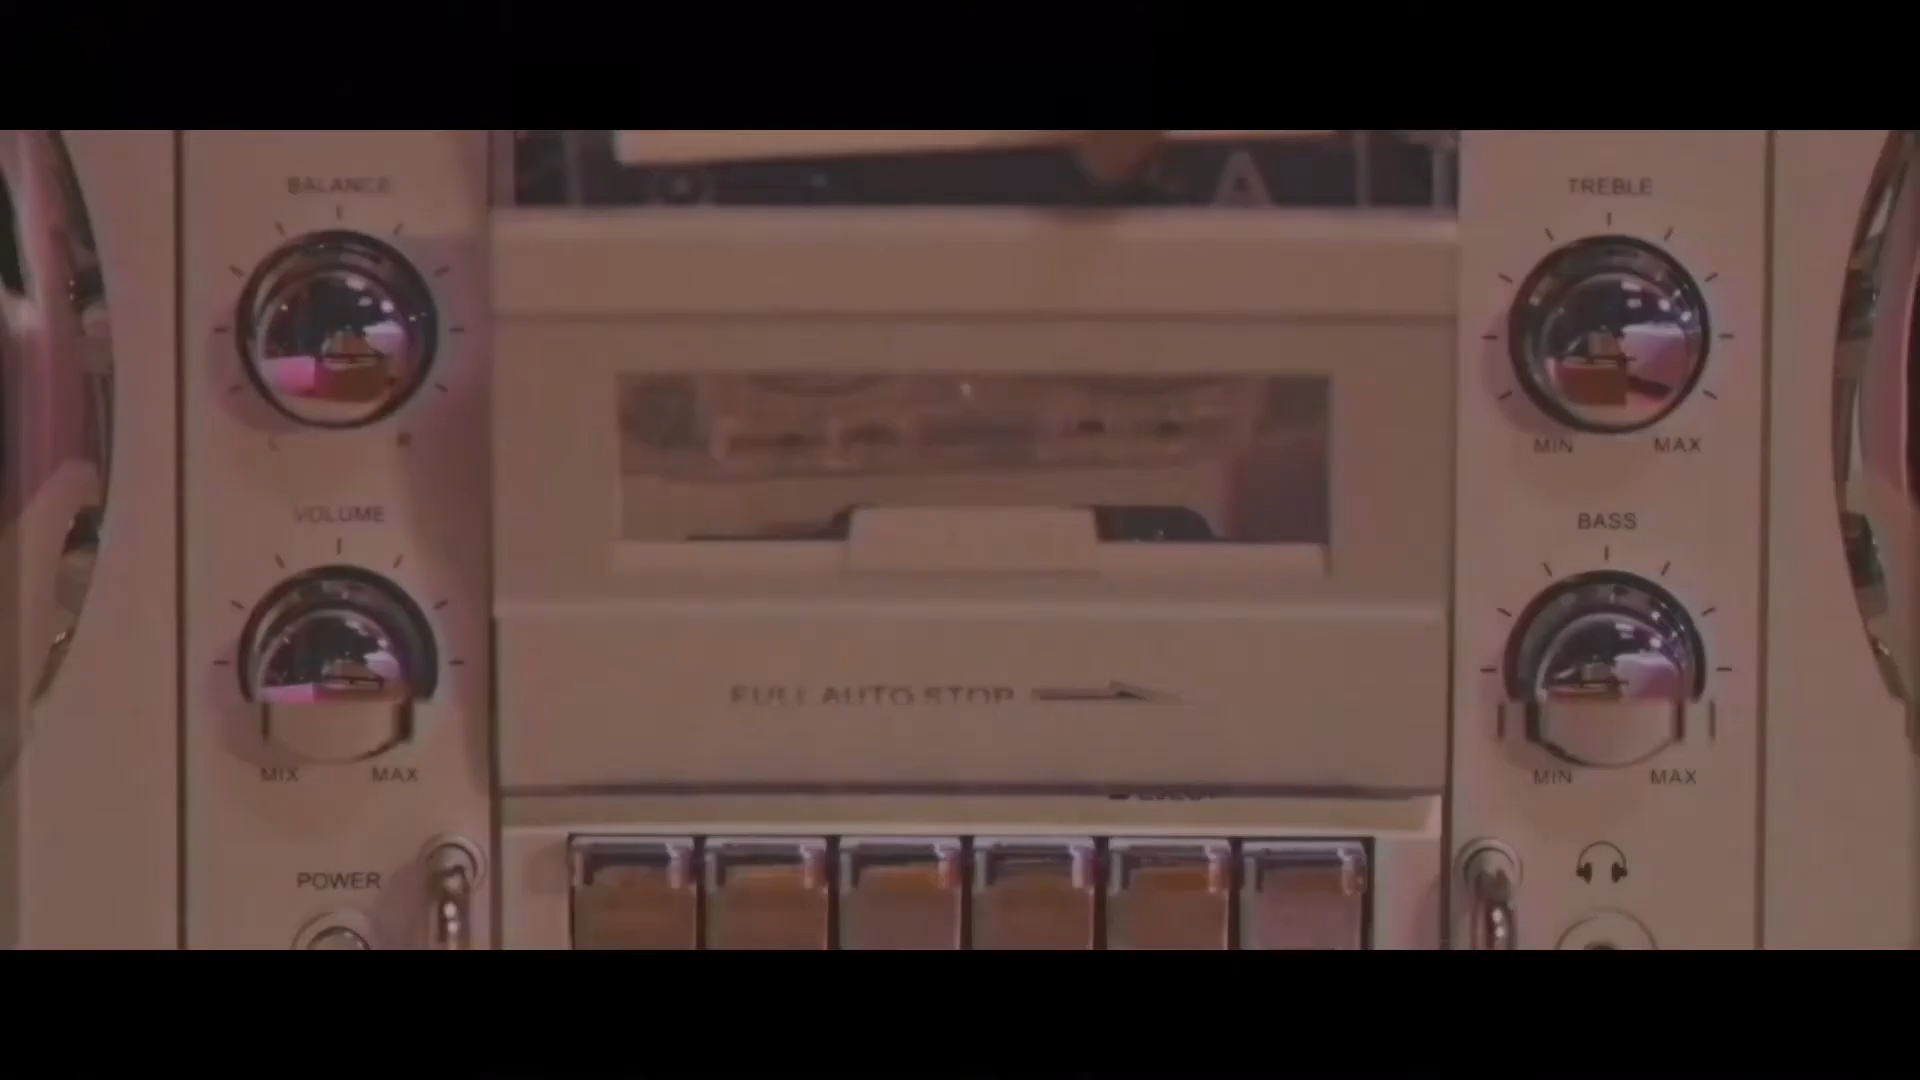 BALANCE
L R
VOLUME
MIX MAX
POWER
A
FULL AUTO STOP
TREBLE
MIN MAX
BASS
MIN MAX